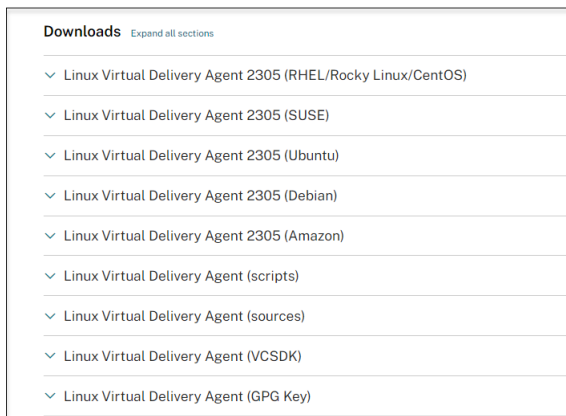 Downloads Expand all sections
Linux Virtual Delivery Agent 2305 (RHEL/Rocky Linux/CentOS)
Linux Virtual Delivery Agent 2305 (SUSE)
Linux Virtual Delivery Agent 2305 (Ubuntu)
Linux Virtual Delivery Agent 2305 (Debian)
Linux Virtual Delivery Agent 2305 (Amazon)
Linux Virtual Delivery Agent (scripts)
Linux Virtual Delivery Agent (sources)
Linux Virtual Delivery Agent (VCSDK)
Linux Virtual Delivery Agent (GPG Key)